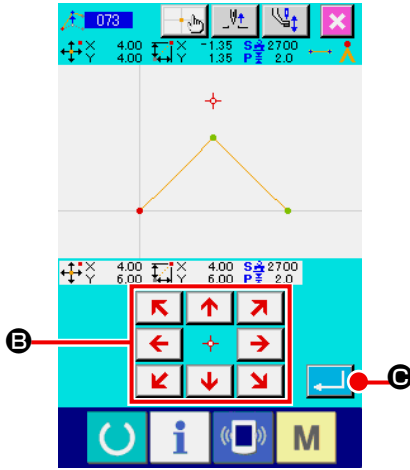 073
X 4.00 X -1.35 S 2700
Y 4.00 Y 1.35 P 2.0
X 4.00 X 4.00 S 2700
Y 6.00 Y 6.00 P 2.0
B
C
i M